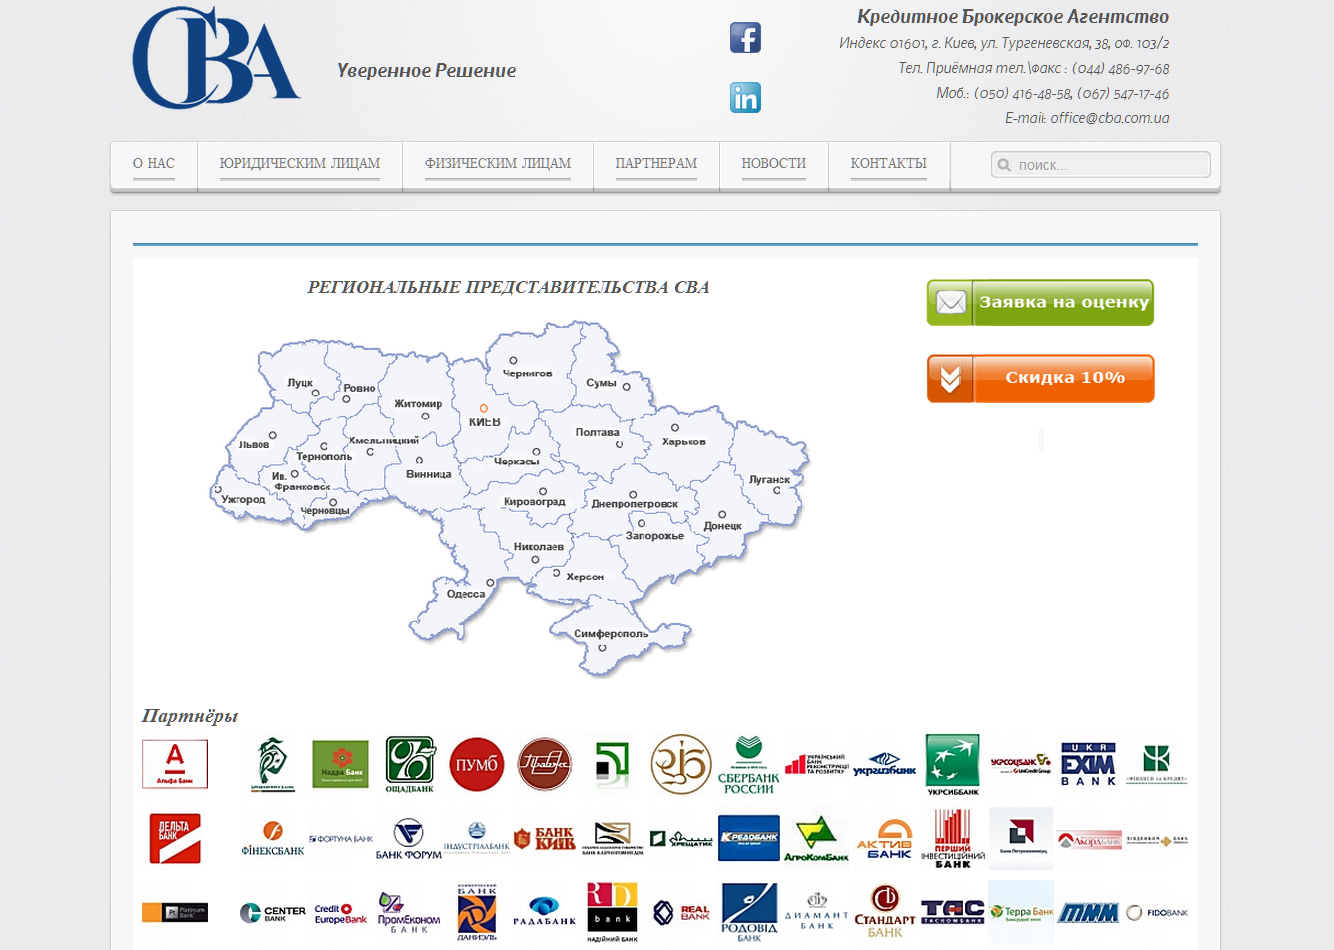 СВА
Уверенное Решение
Кредитное Брокерское Агентство
Индекс 01601, г. Киев, ул. Тургеневская, 38, оф. 103/2
Тел. Приёмная тел.\факс : (044) 486-97-68
Моб.: (050) 416-48-58, (067) 547-17-46
E-mail: office@cba.com.ua
О НАС
ЮРИДИЧЕСКИМ ЛИЦАМ
ФИЗИЧЕСКИМ ЛИЦАМ
ПАРТНЕРАМ
НОВОСТИ
КОНТАКТЫ
поиск...
РЕГИОНАЛЬНЫЕ ПРЕДСТАВИТЕЛЬСТВА СВА
Заявка на оценку
Скидка 10%
Чернигов
Луцк
Ровно
Сумы
Житомир
КИЕВ
Львов
Тернополь
Хмельницкий
Полтава
Харьков
Черкасы
Винница
Ив.
Франковск
Луганск
Ужгород
Черновцы
Кировоград
Днепропетровск
Донецк
Запорожье
Николаев
Херсон
Одесса
Симферополь
Партнёры
Альфа·Банк
Надра Банк
ОЩАДБАНК
ПУМБ
Правэкс
СБЕРБАНК
РОССИИ
УКРАЇНСЬКИЙ
БАНК
РЕКОНСТРУКЦІЇ
ТА РОЗВИТКУ
укргазбанк
УКРСИББАНК
УКРСОЦБАНК
UniCredit Group
UKR
EXIM
BANK
«ФІНАНСИ та КРЕДИТ»
ДЕЛЬТА
БАНК
ФІНЕКСБАНК
ФОРТУНА БАНК
БАНК ФОРУМ
ІНДУСТРІАЛБАНК
БАНК
КИЇВ
ХРЕЩАТИК
КРЕДОБАНК
АгроКомБанк
АКТИВ
БАНК
ПЕРШИЙ
ІНВЕСТИЦІЙНИЙ
БАНК
Банк Петрокоммерц
АкордБанк
ПІВДЕНКОМ
БАНК
Platinum
Bank
CENTER
BANK
Credit
EuropeBank
ПромЕконом
БАНК
БАНК
ДАНИЭЛЬ
РАДАБАНК
RD
bank
НАДІЙНИЙ БАНК
REAL
BANK
РОДОВІД
БАНК
ДИАМАНТ
БАНК
СТАНДАРТ
БАНК
ТАС
ТАСКОМБАНК
Терра Банк
ТММ
БАНК
FIDOBANK